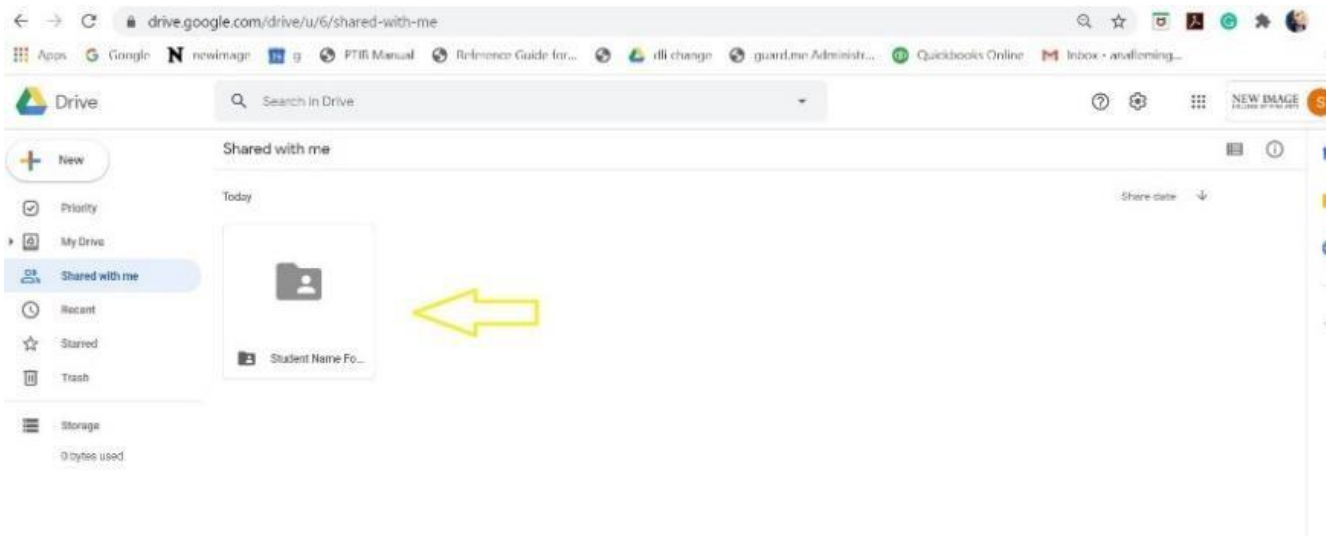 drive.google.com/drive/u/6/shared-with-me
Apps Google newimage g PTIB Manual Reference Guide for... dli change guard.me Administr... Quickbooks Online Inbox - anafleming...
Drive Search in Drive NEW IMAGE S
New Shared with me
Today Share date
Priority
My Drive
Shared with me
Recent
Starred
Student Name Fo...
Trash
Storage
0 bytes used